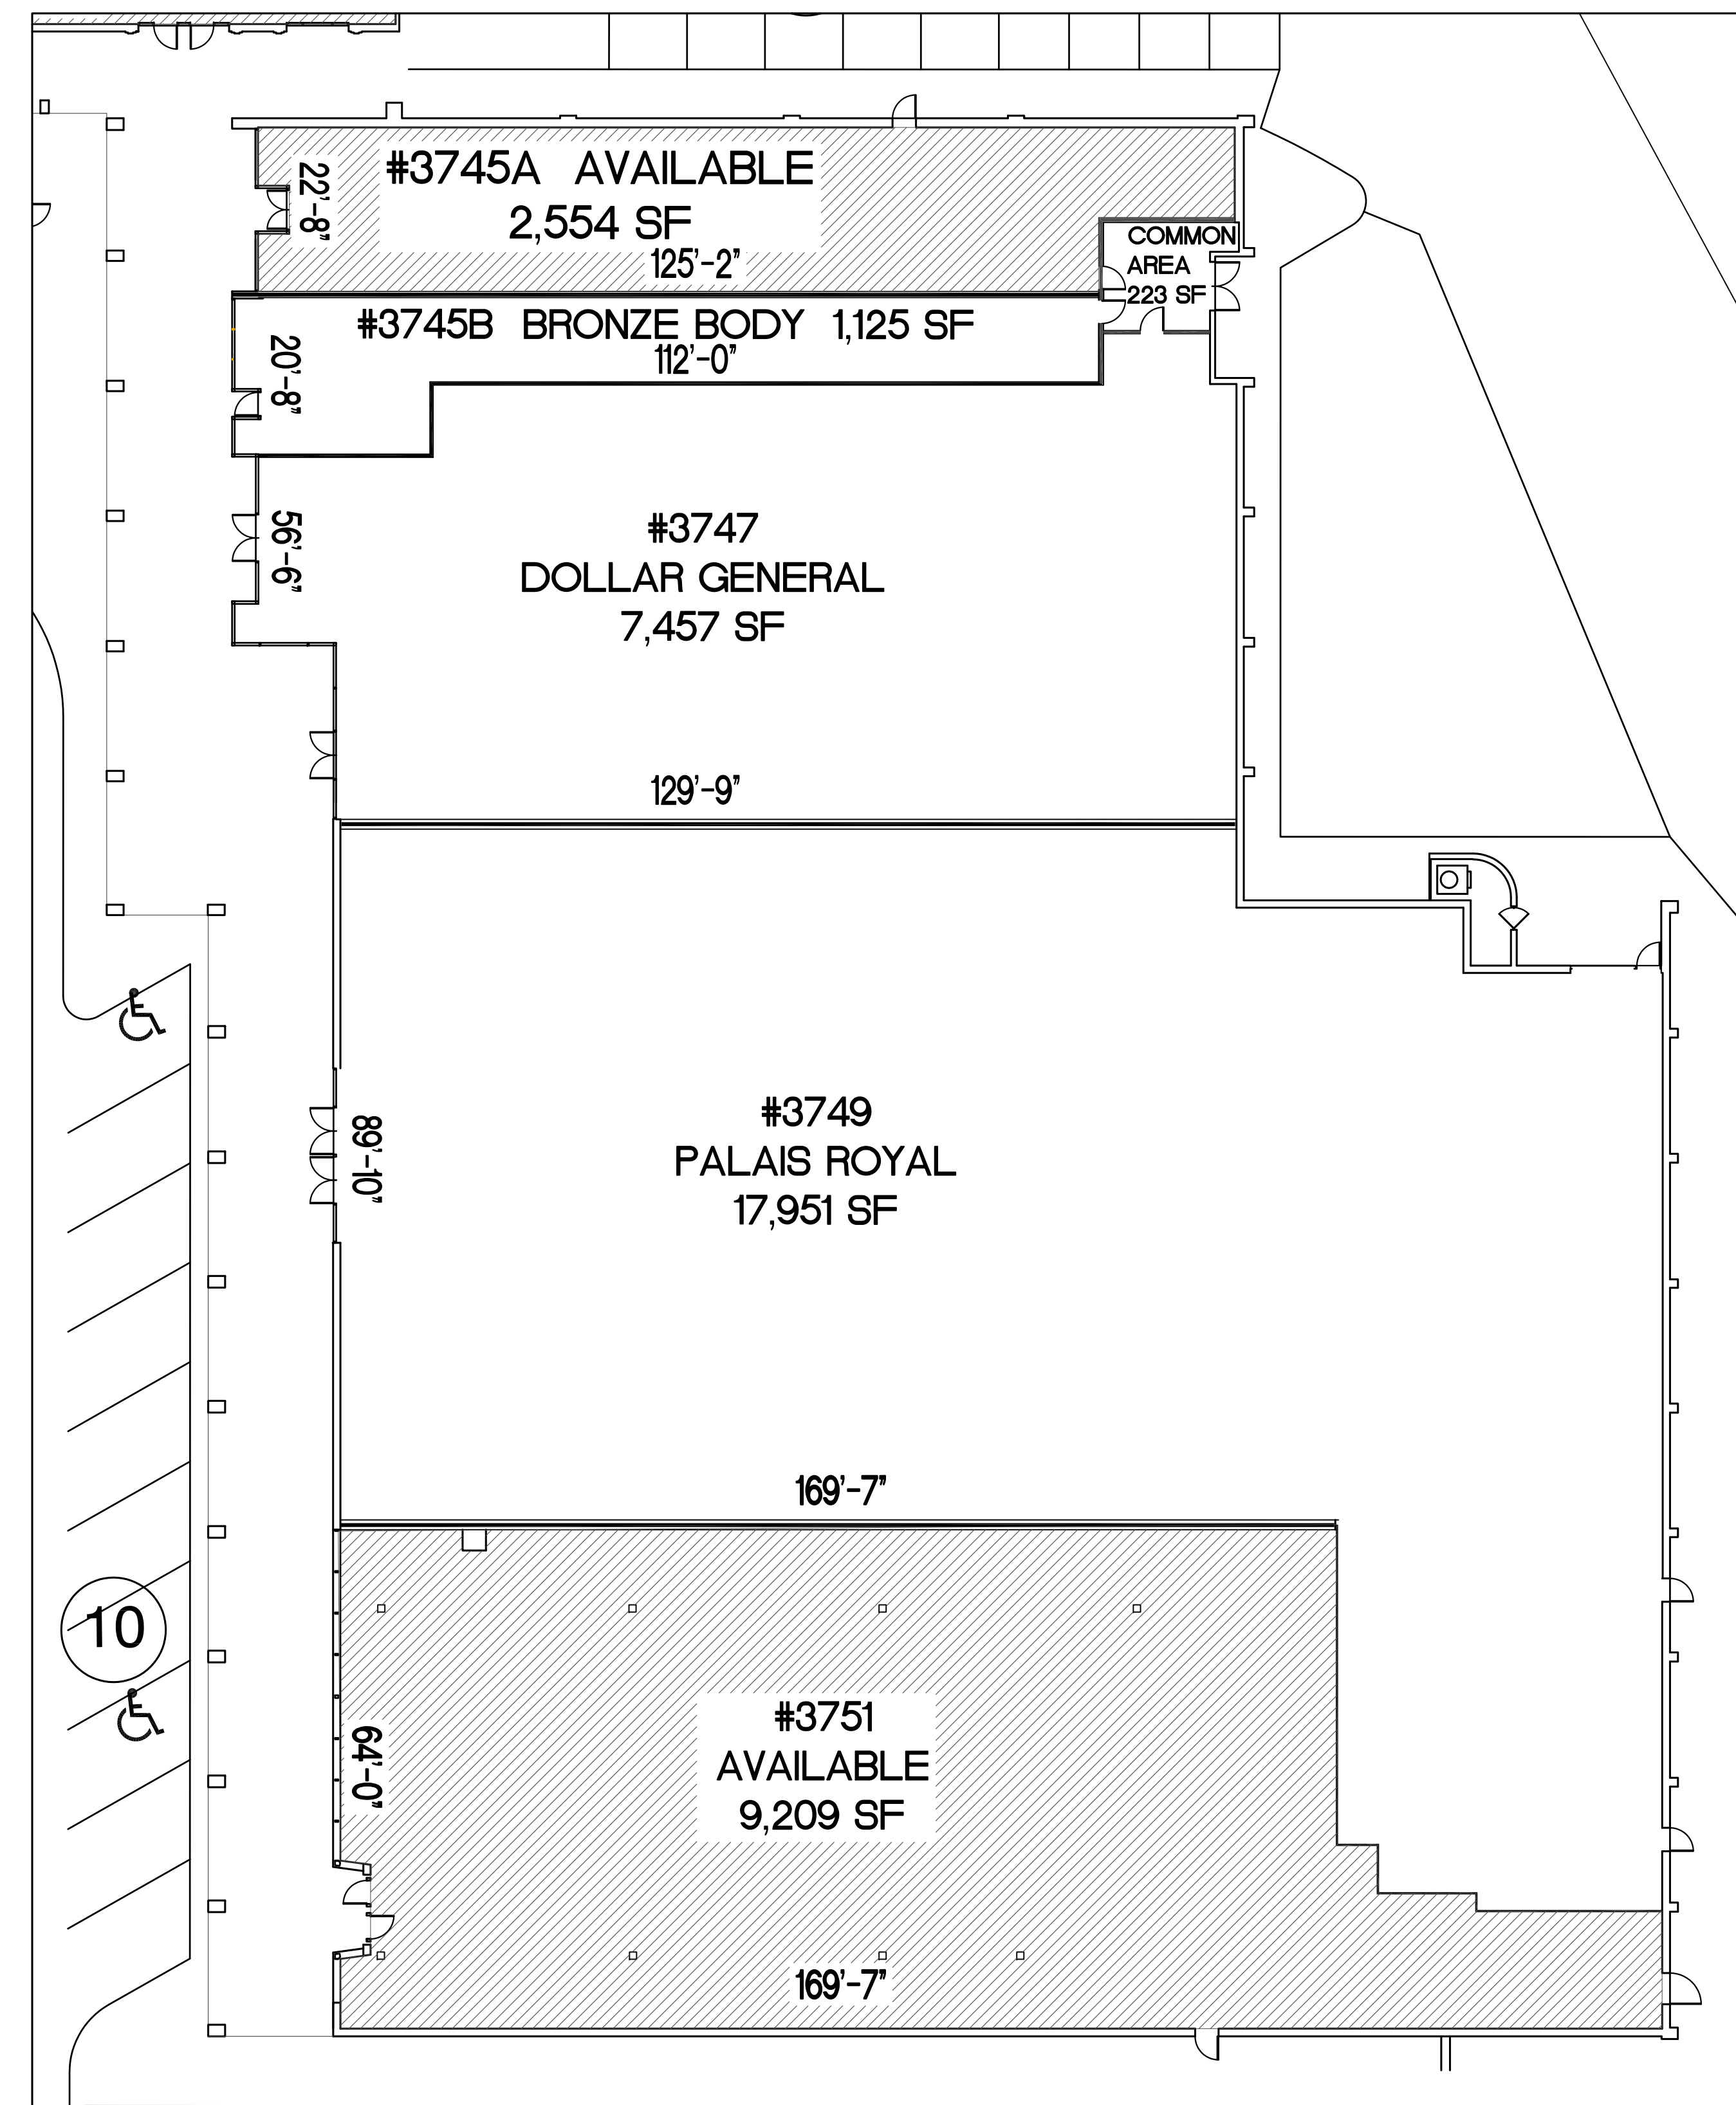 #3745A AVAILABLE
2,554 SF
22'-8"
125'-2"
COMMON
AREA
223 SF
#3745B BRONZE BODY 1,125 SF
112'-0"
20'-8"
#3747
DOLLAR GENERAL
7,457 SF
56'-6"
129'-9"
#3749
PALAIS ROYAL
17,951 SF
89'-10"
169'-7"
10
#3751
AVAILABLE
9,209 SF
64'-0"
169'-7"